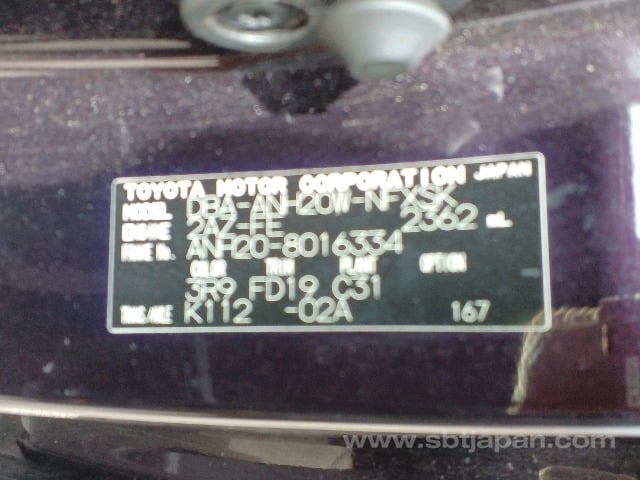 TOYOTA MOTOR CORPORATION JAPAN
MODEL DBA-ANH20W-NFXSK
ENGINE 2AZ-FE 2362 mL
FRAME No. ANH20-8016334
COLOR TRIM PLANT OPTION
3R9 FD19 C31
TRANS/AXLE K112 -02A 167
www.sbtjapan.com